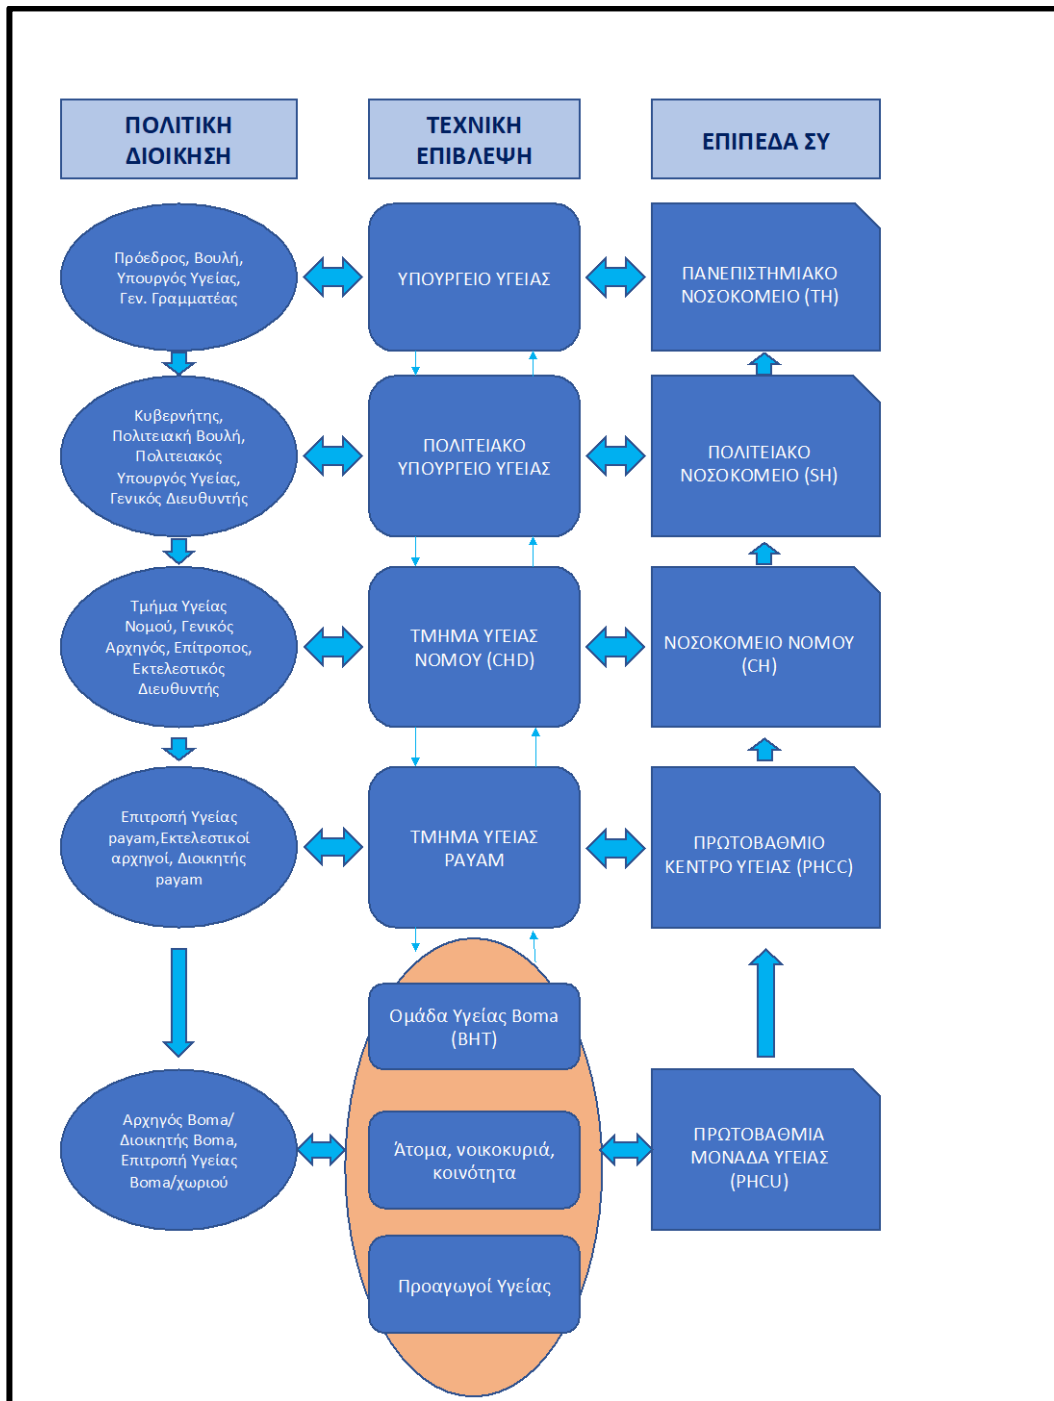 ΠΟΛΙΤΙΚΗ
ΔΙΟΙΚΗΣΗ
ΤΕΧΝΙΚΗ
ΕΠΙΒΛΕΨΗ
ΕΠΙΠΕΔΑ ΣΥ
Πρόεδρος, Βουλή,
Υπουργός Υγείας,
Γεν. Γραμματέας
ΥΠΟΥΡΓΕΙΟ ΥΓΕΙΑΣ
ΠΑΝΕΠΙΣΤΗΜΙΑΚΟ
ΝΟΣΟΚΟΜΕΙΟ (TH)
Κυβερνήτης,
Πολιτειακή Βουλή,
Πολιτειακός
Υπουργός Υγείας,
Γενικός Διευθυντής
ΠΟΛΙΤΕΙΑΚΟ
ΥΠΟΥΡΓΕΙΟ ΥΓΕΙΑΣ
ΠΟΛΙΤΕΙΑΚΟ
ΝΟΣΟΚΟΜΕΙΟ (SH)
Τμήμα Υγείας
Νομού, Γενικός
Αρχηγός, Επίτροπος,
Εκτελεστικός
Διευθυντής
ΤΜΗΜΑ ΥΓΕΙΑΣ
ΝΟΜΟΥ (CHD)
ΝΟΣΟΚΟΜΕΙΟ ΝΟΜΟΥ
(CH)
Επιτροπή Υγείας
payam,Εκτελεστικοί
αρχηγοί, Διοικητής
payam
ΤΜΗΜΑ ΥΓΕΙΑΣ
PAYAM
ΠΡΩΤΟΒΑΘΜΙΟ
ΚΕΝΤΡΟ ΥΓΕΙΑΣ (PHCC)
Ομάδα Υγείας Boma
(BHT)
Αρχηγός Boma/
Διοικητής Boma,
Επιτροπή Υγείας
Boma/χωριού
Άτομα, νοικοκυριά,
κοινότητα
ΠΡΩΤΟΒΑΘΜΙΑ
ΜΟΝΑΔΑ ΥΓΕΙΑΣ
(PHCU)
Προαγωγοί Υγείας